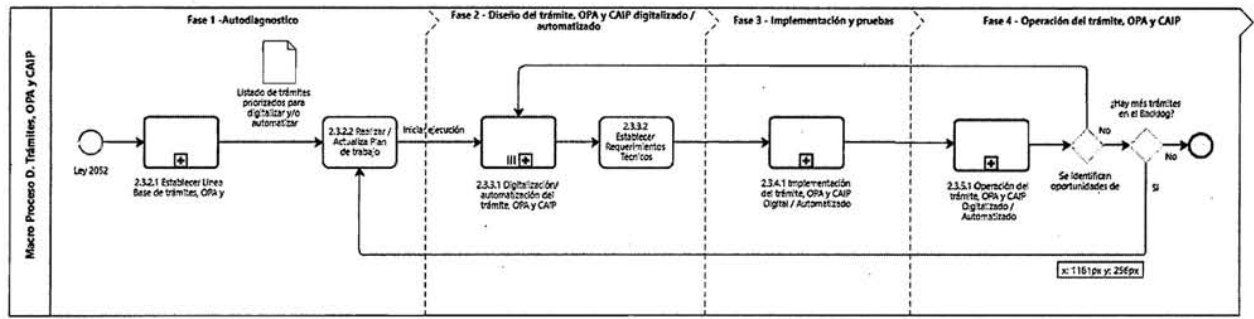 Macro Proceso D. Trámites, OPA y CAIP
Fase 1 -Autodiagnostico
Fase 2 - Diseño del trámite, OPA y CAIP digitalizado /
automatizado
Fase 3 - Implementación y pruebas
Fase 4 - Operación del trámite, OPA y CAIP
Listado de trámites
priorizados para
digitalizar y/o
automatizar
Ley 2052
2.3.2.1 Establecer Linea
Base de trámites, OPA y
2.3.2.2 Realizar /
Actualiza Plan
de trabajo
Iniciar ejecución
2.3.3.1 Digitalización/
automatización del
trámite, OPA y CAIP
2.3.3.2
Establecer
Requerimientos
Técnicos
2.3.4.1 Implementación
del trámite, OPA y CAIP
Digital / Automatizado
2.3.5.1 Operación del
trámite, OPA y CAIP
Digitalizado /
Automatizado
Se identifican
oportunidades de
No
¿Hay más trámites
en el Backlog?
No
SI
x: 1161px y: 256px